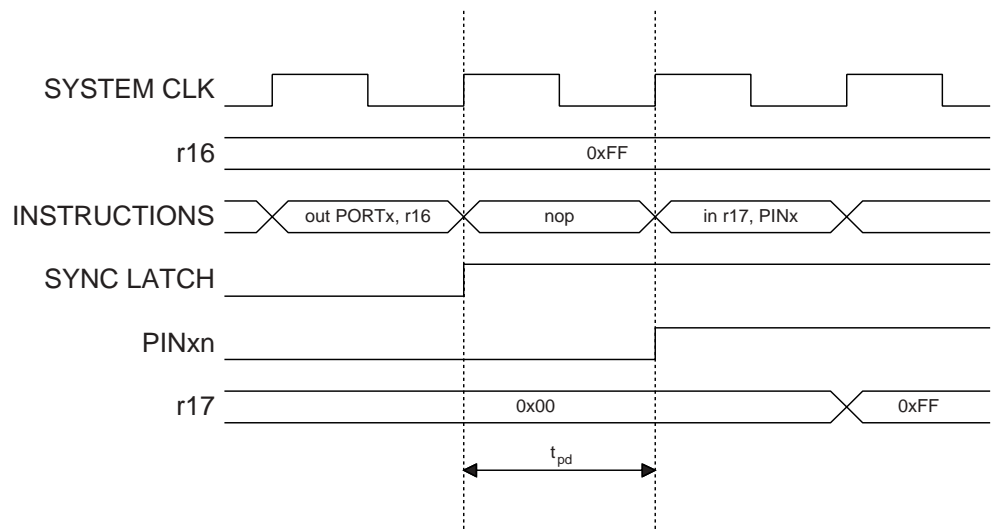 SYSTEM CLK
r16
0xFF
INSTRUCTIONS
out PORTx, r16
nop
in r17, PINx
SYNC LATCH
PINxn
r17
0x00
0xFF
tpd